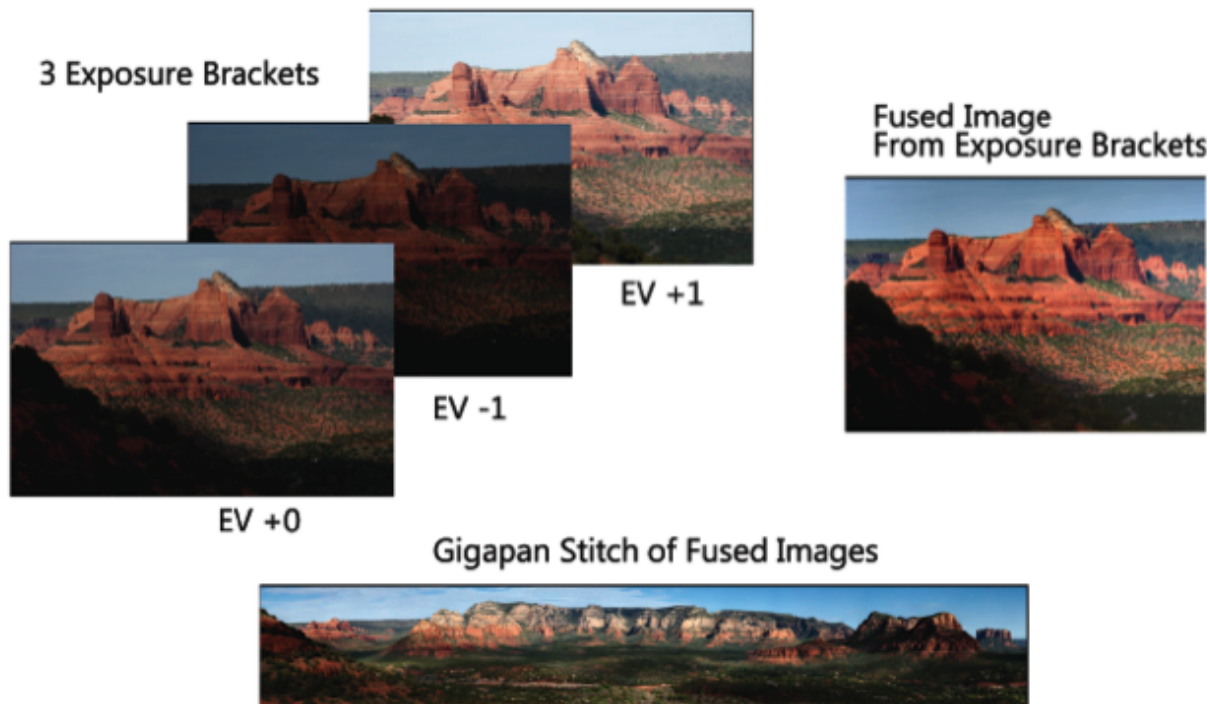 3 Exposure Brackets
EV +1
EV -1
EV +0
Fused Image
From Exposure Brackets
Gigapan Stitch of Fused Images